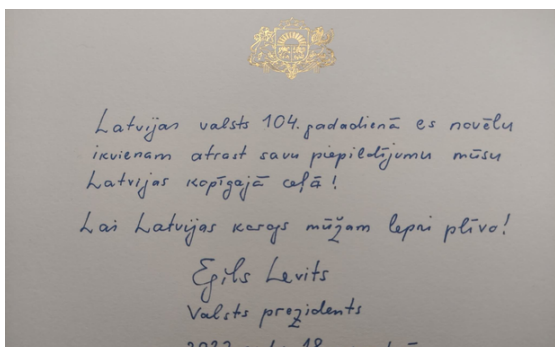 Latvijas valsts 104. gadadienā es novēlu
ikvienam atrast savu piepildījumu mūsu
Latvijas kopīgajā ceļā!
Lai Latvijas karogs mūžam lepni plīvo!
Egils Levits
Valsts prezidents
18.